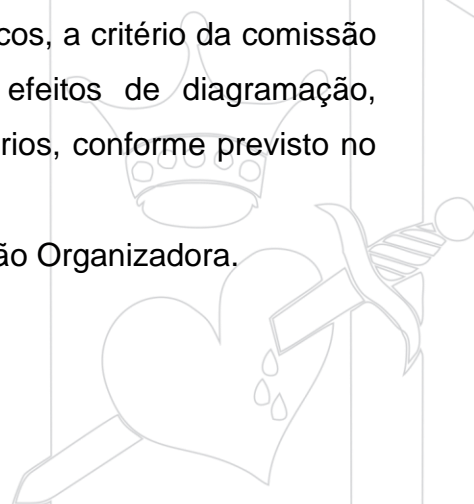 cos, a critério da comissão
efeitos de diagramação,
rios, conforme previsto no
ão Organizadora.